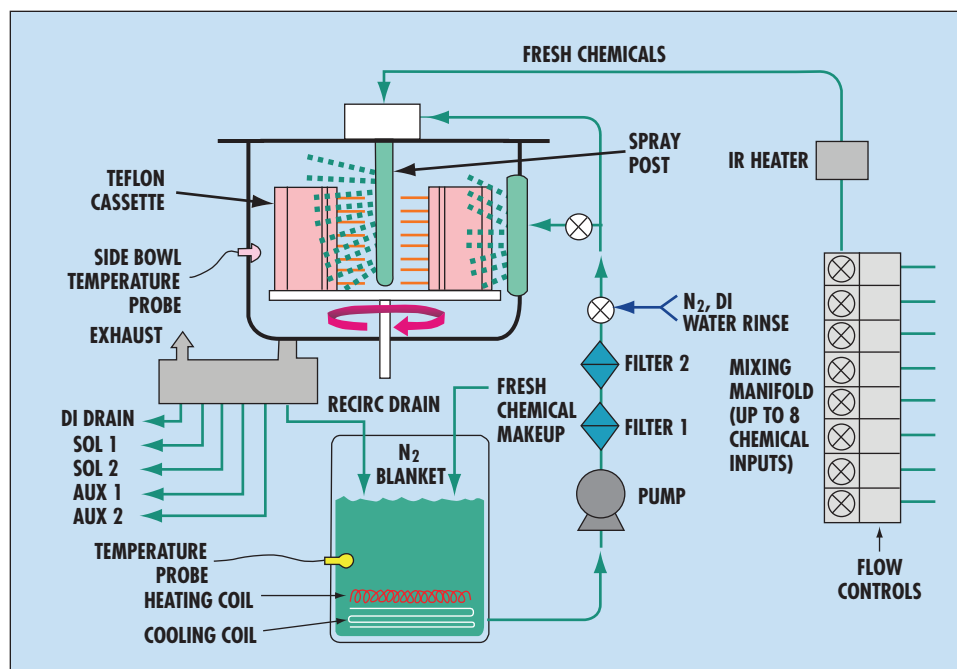 FRESH CHEMICALS
SPRAY
POST
IR HEATER
TEFLON
CASSETTE
SIDE BOWL
TEMPERATURE
PROBE
N2, DI
WATER RINSE
EXHAUST
FILTER 2
MIXING
MANIFOLD
(UP TO 8
CHEMICAL
INPUTS)
RECIRC DRAIN
FRESH
CHEMICAL
MAKEUP
FILTER 1
DI DRAIN
SOL 1
SOL 2
AUX 1
AUX 2
N2
BLANKET
PUMP
TEMPERATURE
PROBE
HEATING COIL
COOLING COIL
FLOW
CONTROLS